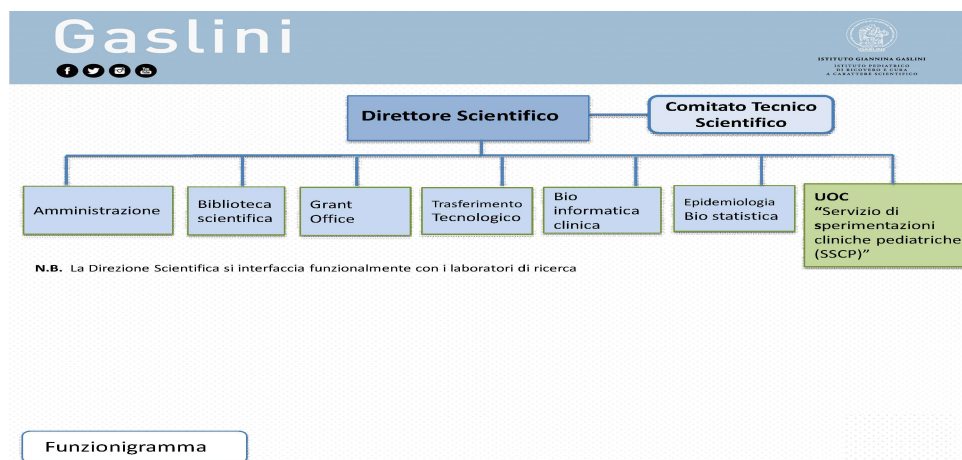 Gaslini
GASLINI
ISTITUTO GIANNINA GASLINI
ISTITUTO PEDIATRICO
DI RICOVERO E CURA
A CARATTERE SCIENTIFICO
Direttore Scientifico
Comitato Tecnico
Scientifico
Amministrazione
Biblioteca
scientifica
Grant
Office
Trasferimento
Tecnologico
Bio
informatica
clinica
Epidemiologia
Bio statistica
UOC
“Servizio di
sperimentazioni
cliniche pediatriche
(SSCP)”
N.B. La Direzione Scientifica si interfaccia funzionalmente con i laboratori di ricerca
Funzionigramma